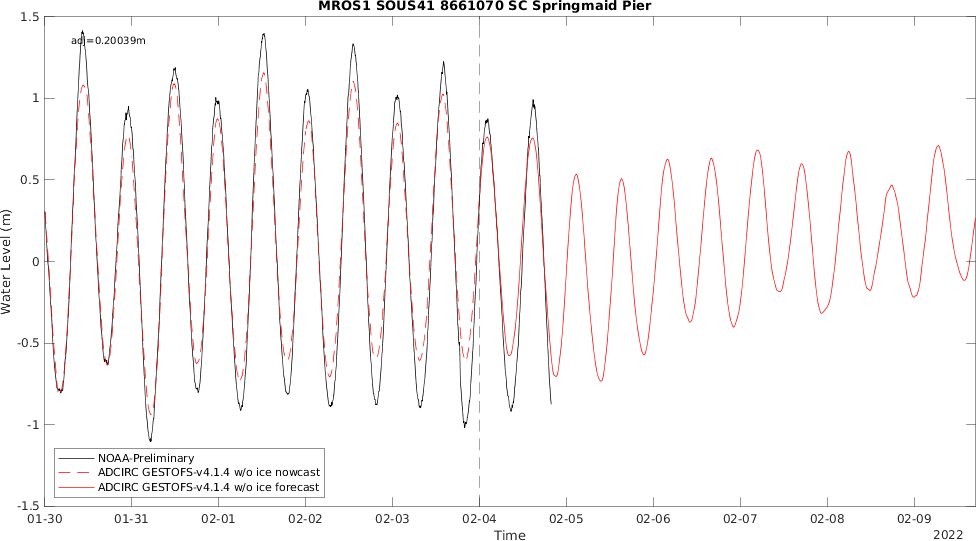 MROS1 SOUS41 8661070 SC Springmaid Pier
1.5
1
0.5
0
-0.5
-1
-1.5
Water Level (m)
adj=0.20039m
NOAA-Preliminary
ADCIRC GESTOFS-v4.1.4 w/o ice nowcast
ADCIRC GESTOFS-v4.1.4 w/o ice forecast
01-30 01-31 02-01 02-02 02-03 02-04 02-05 02-06 02-07 02-08 02-09
Time
2022